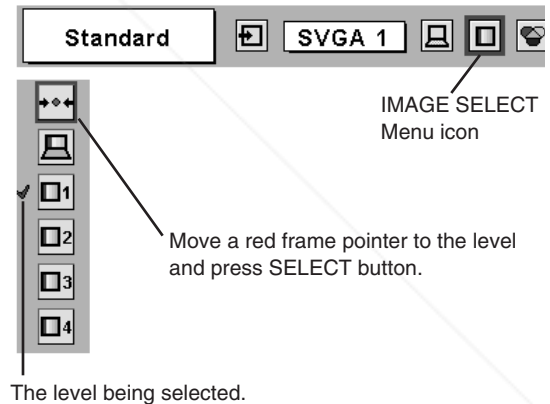 Standard
SVGA 1
IMAGE SELECT
Menu icon
1
2
3
4
Move a red frame pointer to the level
and press SELECT button.
The level being selected.